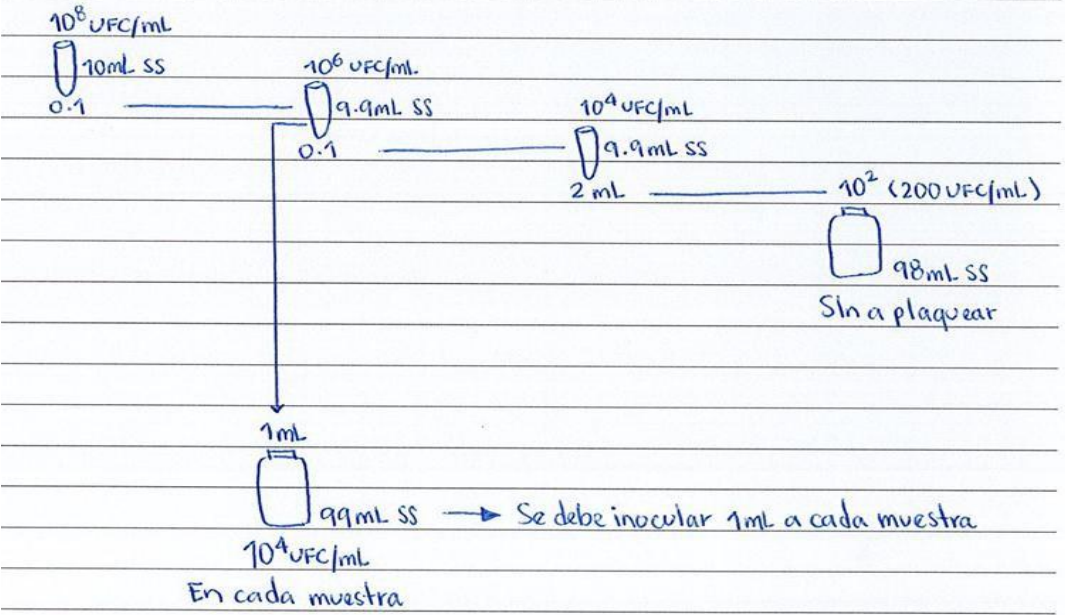 10⁸ UFC/mL
10mL SS
0.1
10⁶ UFC/mL.
9.9mL SS
0.1
10⁴ UFC/mL
9.9mL SS
2 mL
10² (200 UFC/mL)
98mL SS
Sln a plaquear
1mL
99mL SS → Se debe inocular 1mL a cada muestra
10⁴ UFC/mL
En cada muestra